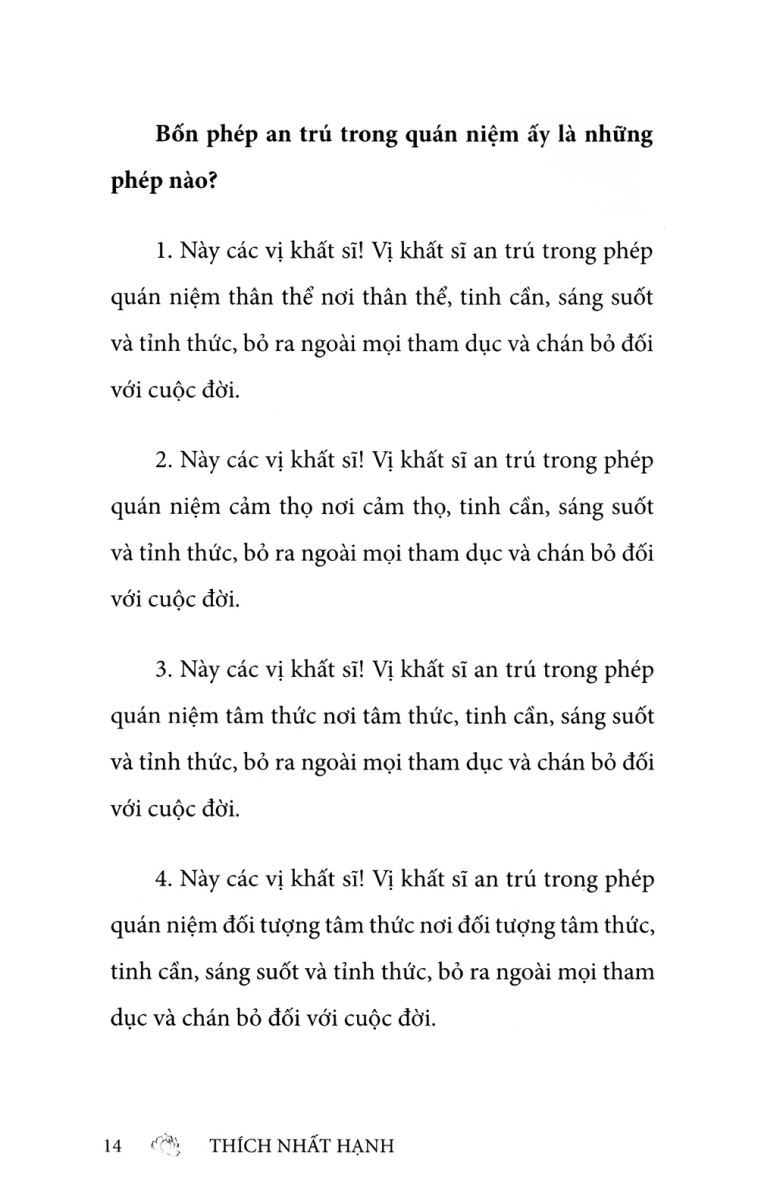 Bốn phép an trú trong quán niệm ấy là những
phép nào?
1. Này các vị khất sĩ! Vị khất sĩ an trú trong phép
quán niệm thân thể nơi thân thể, tinh cần, sáng suốt
và tỉnh thức, bỏ ra ngoài mọi tham dục và chán bỏ đối
với cuộc đời.
2. Này các vị khất sĩ! Vị khất sĩ an trú trong phép
quán niệm cảm thọ nơi cảm thọ, tinh cần, sáng suốt
và tỉnh thức, bỏ ra ngoài mọi tham dục và chán bỏ đối
với cuộc đời.
3. Này các vị khất sĩ! Vị khất sĩ an trú trong phép
quán niệm tâm thức nơi tâm thức, tinh cần, sáng suốt
và tỉnh thức, bỏ ra ngoài mọi tham dục và chán bỏ đối
với cuộc đời.
4. Này các vị khất sĩ! Vị khất sĩ an trú trong phép
quán niệm đối tượng tâm thức nơi đối tượng tâm thức,
tinh cần, sáng suốt và tỉnh thức, bỏ ra ngoài mọi tham
dục và chán bỏ đối với cuộc đời.
14 THÍCH NHẤT HẠNH